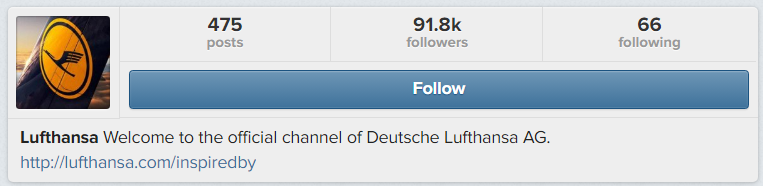 475 91.8k 66
posts followers following
Follow
Lufthansa Welcome to the official channel of Deutsche Lufthansa AG.
http://lufthansa.com/inspiredby